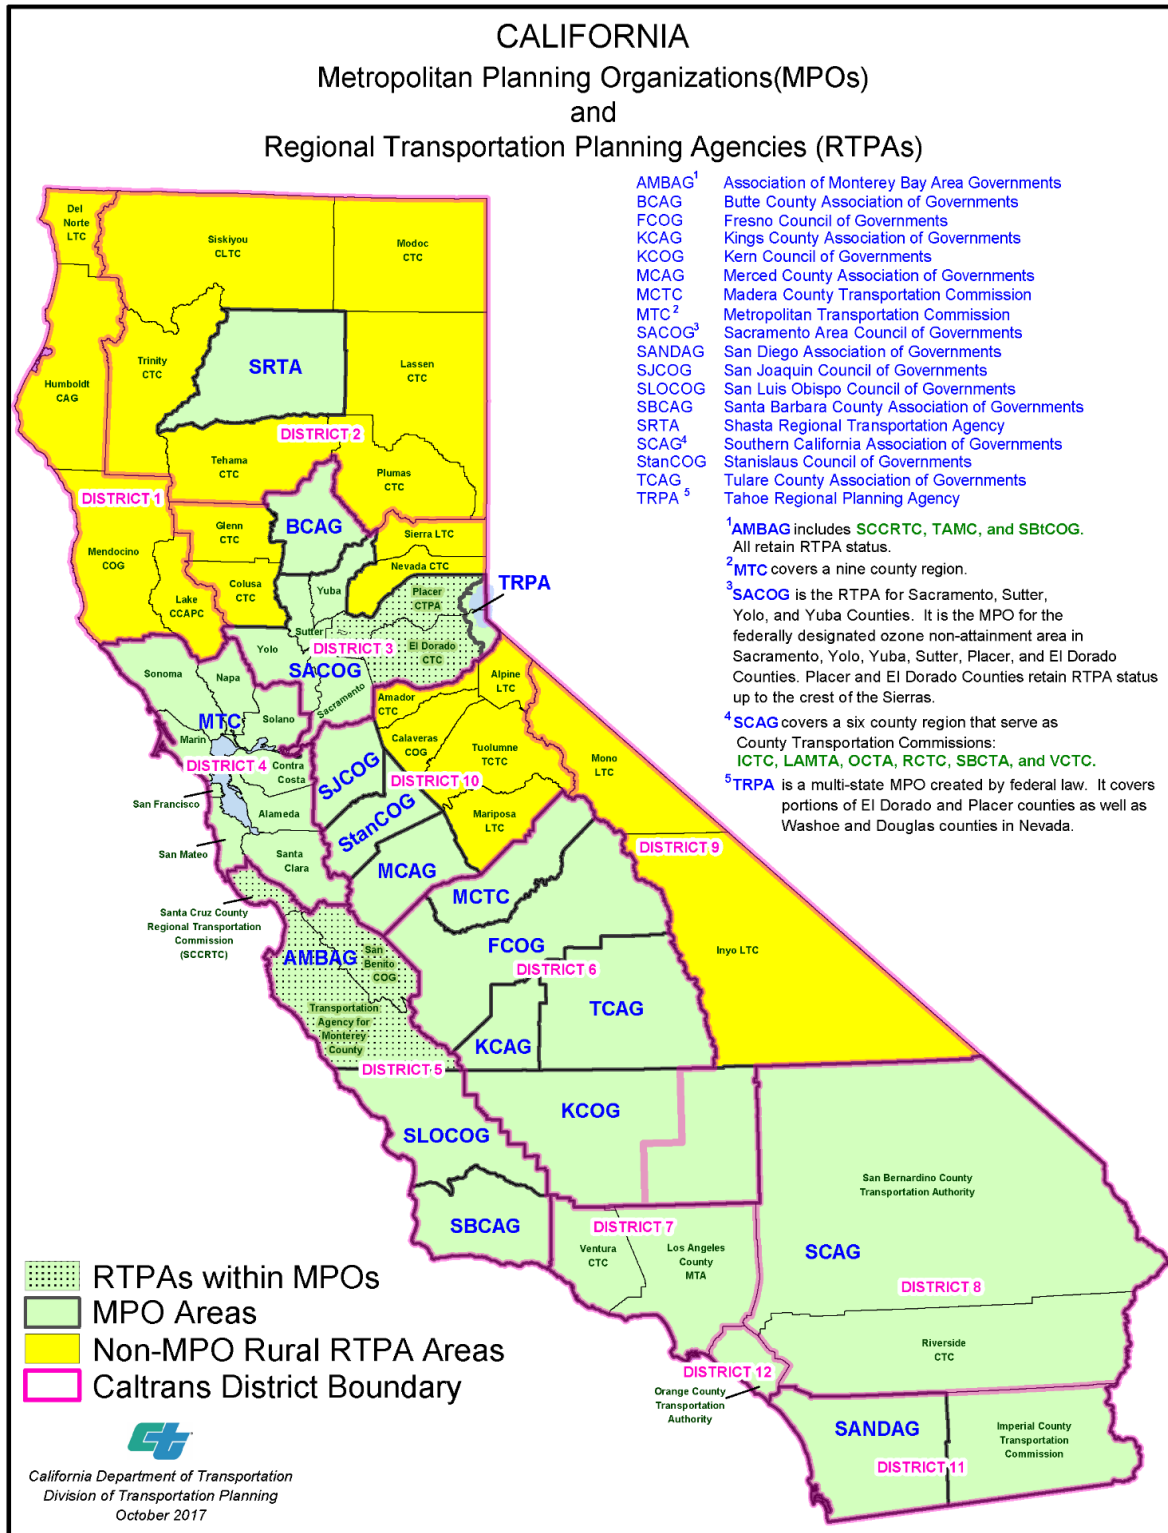 CALIFORNIA
Metropolitan Planning Organizations(MPOs)
and
Regional Transportation Planning Agencies (RTPAs)
AMBAG1 Association of Monterey Bay Area Governments
BCAG Butte County Association of Governments
FCOG Fresno Council of Governments
KCAG Kings County Association of Governments
KCOG Kern Council of Governments
MCAG Merced County Association of Governments
MCTC Madera County Transportation Commission
MTC 2 Metropolitan Transportation Commission
SACOG3 Sacramento Area Council of Governments
SANDAG San Diego Association of Governments
SJCOG San Joaquin Council of Governments
SLOCOG San Luis Obispo Council of Governments
SBCAG Santa Barbara County Association of Governments
SRTA Shasta Regional Transportation Agency
SCAG4 Southern California Association of Governments
StanCOG Stanislaus Council of Governments
TCAG Tulare County Association of Governments
TRPA 5 Tahoe Regional Planning Agency
1AMBAG includes SCCRTC, TAMC, and SBtCOG.
All retain RTPA status.
2MTC covers a nine county region.
3SACOG is the RTPA for Sacramento, Sutter,
Yolo, and Yuba Counties. It is the MPO for the
federally designated ozone non-attainment area in
Sacramento, Yolo, Yuba, Sutter, Placer, and El Dorado
Counties. Placer and El Dorado Counties retain RTPA status
up to the crest of the Sierras.
4SCAG covers a six county region that serve as
County Transportation Commissions:
ICTC, LAMTA, OCTA, RCTC, SBCTA, and VCTC.
5TRPA is a multi-state MPO created by federal law. It covers
portions of El Dorado and Placer counties as well as
Washoe and Douglas counties in Nevada.
Del
Norte
LTC
Siskiyou
CLTC
Modoc
CTC
Humboldt
CAG
Trinity
CTC
SRTA
Lassen
CTC
DISTRICT 2
Tehama
CTC
Plumas
CTC
DISTRICT 1
Mendocino
COG
Glenn
CTC
BCAG
Sierra LTC
Nevada CTC
Lake
CCAPC
Colusa
CTC
Yuba
Placer
CTPA
TRPA
Sutter
Yolo
DISTRICT 3
El Dorado
CTC
SACOG
Sacramento
Sonoma
Napa
Solano
MTC
Marin
DISTRICT 4
Contra
Costa
San Francisco
Alameda
San Mateo
Santa
Clara
Amador
CTC
Alpine
LTC
Calaveras
COG
Tuolumne
TCTC
Mono
LTC
SJCOG
DISTRICT 10
StanCOG
Mariposa
LTC
MCAG
DISTRICT 9
MCTC
Santa Cruz County
Regional Transportation
Commission
(SCCRTC)
AMBAG
San
Benito
COG
FCOG
Inyo LTC
DISTRICT 6
Transportation
Agency for
Monterey
County
TCAG
KCAG
DISTRICT 5
KCOG
SLOCOG
San Bernardino County
Transportation Authority
SBCAG
DISTRICT 7
Ventura
CTC
Los Angeles
County
MTA
SCAG
DISTRICT 8
Riverside
CTC
DISTRICT 12
Orange County
Transportation
Authority
SANDAG
Imperial County
Transportation
Commission
DISTRICT 11
RTPAs within MPOs
MPO Areas
Non-MPO Rural RTPA Areas
Caltrans District Boundary
ct
California Department of Transportation
Division of Transportation Planning
October 2017